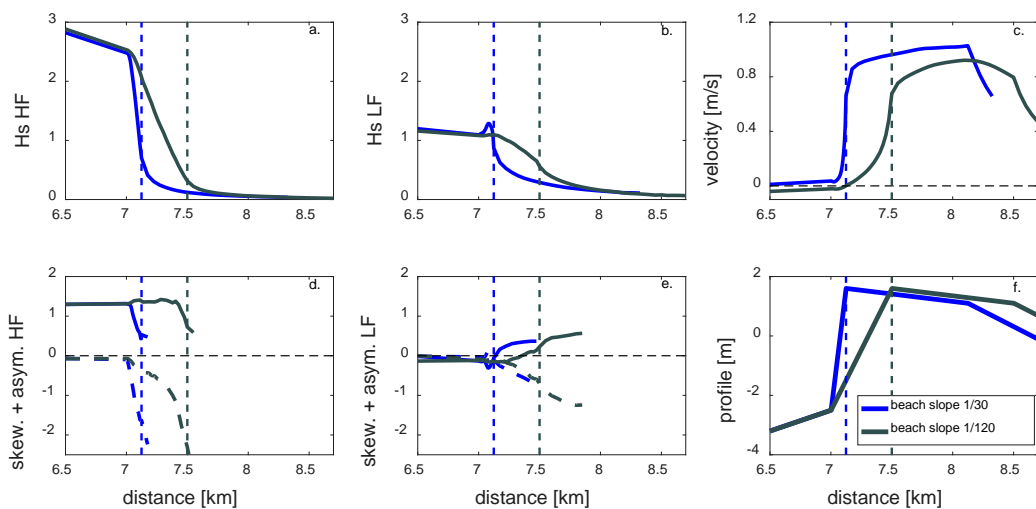 a.
3
2
1
0
Hs HF
6.5 7 7.5 8 8.5
b.
3
2
1
0
Hs LF
6.5 7 7.5 8 8.5
c.
1.2
0.8
0.4
0
velocity [m/s]
6.5 7 7.5 8 8.5
d.
2
1
0
-1
-2
skew. + asym. HF
6.5 7 7.5 8 8.5
distance [km]
e.
2
1
0
-1
-2
skew. + asym. LF
6.5 7 7.5 8 8.5
distance [km]
f.
2
0
-2
-4
profile [m]
beach slope 1/30
beach slope 1/120
6.5 7 7.5 8 8.5
distance [km]